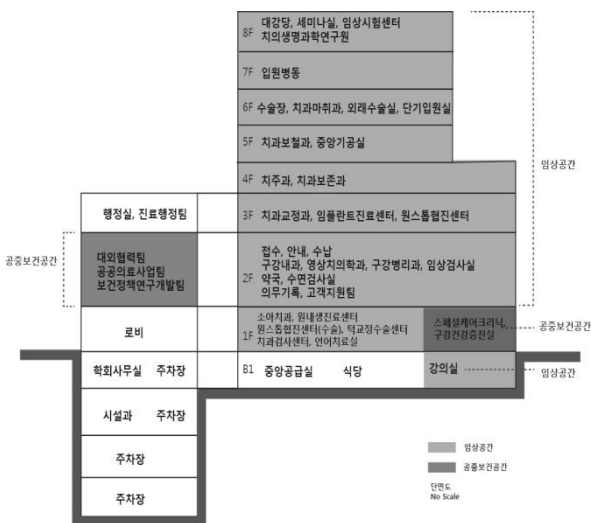 8F 대강당, 세미나실, 임상시험센터
치의생명과학연구원
7F 입원병동
6F 수술장, 치과마취과, 외래수술실, 단기입원실
5F 치과보철과, 중앙기공실
임상공간
4F 치주과, 치과보존과
행정실, 진료행정팀
3F 치과교정과, 임플란트진료센터, 원스톱협진센터
공중보건공간
대외협력팀
공공의료사업팀
보건정책연구개발팀
접수, 안내, 수납
구강내과, 영상치의학과, 구강병리과, 임상검사실
2F 약국, 수면검사실
의무기록, 고객지원팀
로비
소아치과, 원내생진료센터
1F 원스톱협진센터(수술), 턱교정수술센터
치과검사센터, 언어치료실
스페셜케어크리닉,
구강건강증진실
공중보건공간
학회사무실 주차장
B1 중앙공급실 식당
강의실
임상공간
시설과 주차장
주차장
주차장
임상공간
공중보건공간
단면도
No Scale